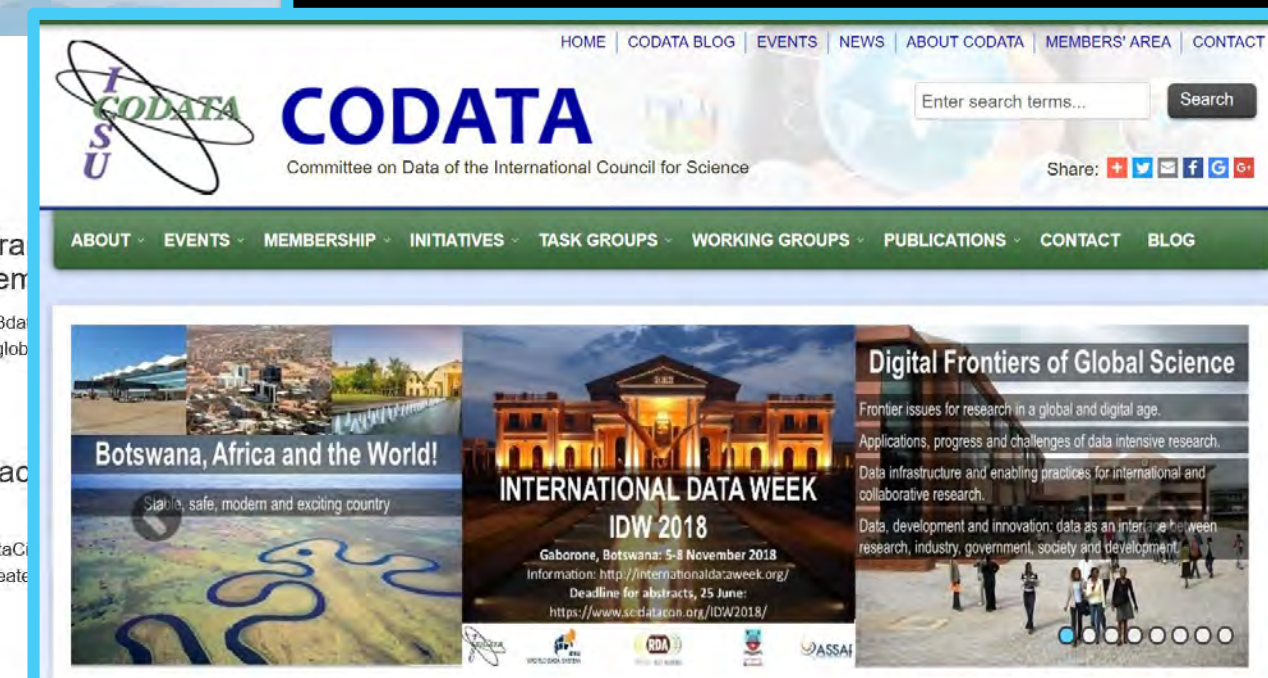 HOME | CODATA BLOG | EVENTS | NEWS | ABOUT CODATA | MEMBERS' AREA | CONTACT
ICSU
CODATA
CODATA
Committee on Data of the International Council for Science
Enter search terms...
Search
Share:
ABOUT EVENTS MEMBERSHIP INITIATIVES TASK GROUPS WORKING GROUPS PUBLICATIONS CONTACT BLOG
Botswana, Africa and the World!
Stable, safe, modern and exciting country
INTERNATIONAL DATA WEEK
IDW 2018
Gaborone, Botswana: 5-8 November 2018
Information: http://internationaldataweek.org/
Deadline for abstracts, 25 June:
https://www.scidatacon.org/IDW2018/
RDA
ASSAf
Digital Frontiers of Global Science
Frontier issues for research in a global and digital age.
Applications, progress and challenges of data intensive research.
Data infrastructure and enabling practices for international and
collaborative research.
Data, development and innovation: data as an interface between
research, industry, government, society and development.